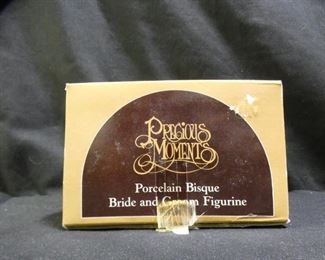 Precious
Moments
Porcelain Bisque
Bride and Groom Figurine